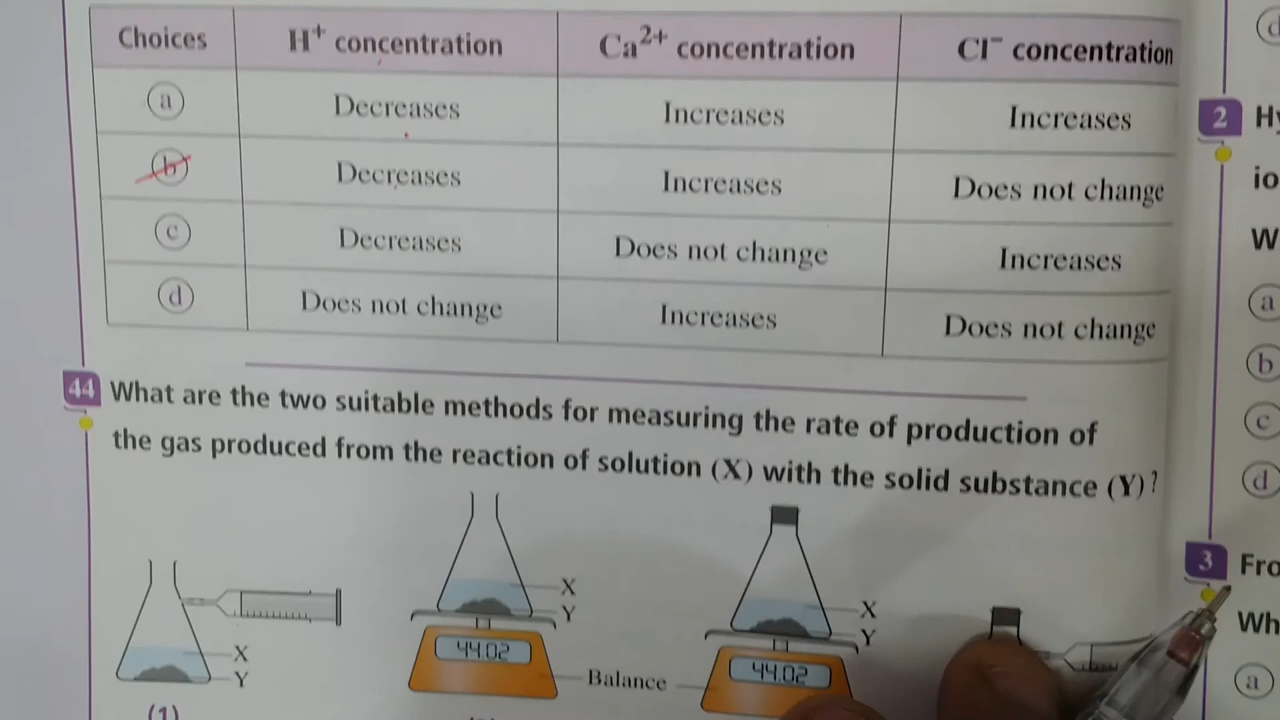 Choices H⁺ concentration Ca²⁺ concentration Cl⁻ concentration
a Decreases Increases Increases
b Decreases Increases Does not change
c Decreases Does not change Increases
d Does not change Increases Does not change
44 What are the two suitable methods for measuring the rate of production of
the gas produced from the reaction of solution (X) with the solid substance (Y)?
X
Y
(1)
X
Y
44.02
Balance
X
Y
44.02
d
2
io
W
a
b
c
d
3
Wh
a